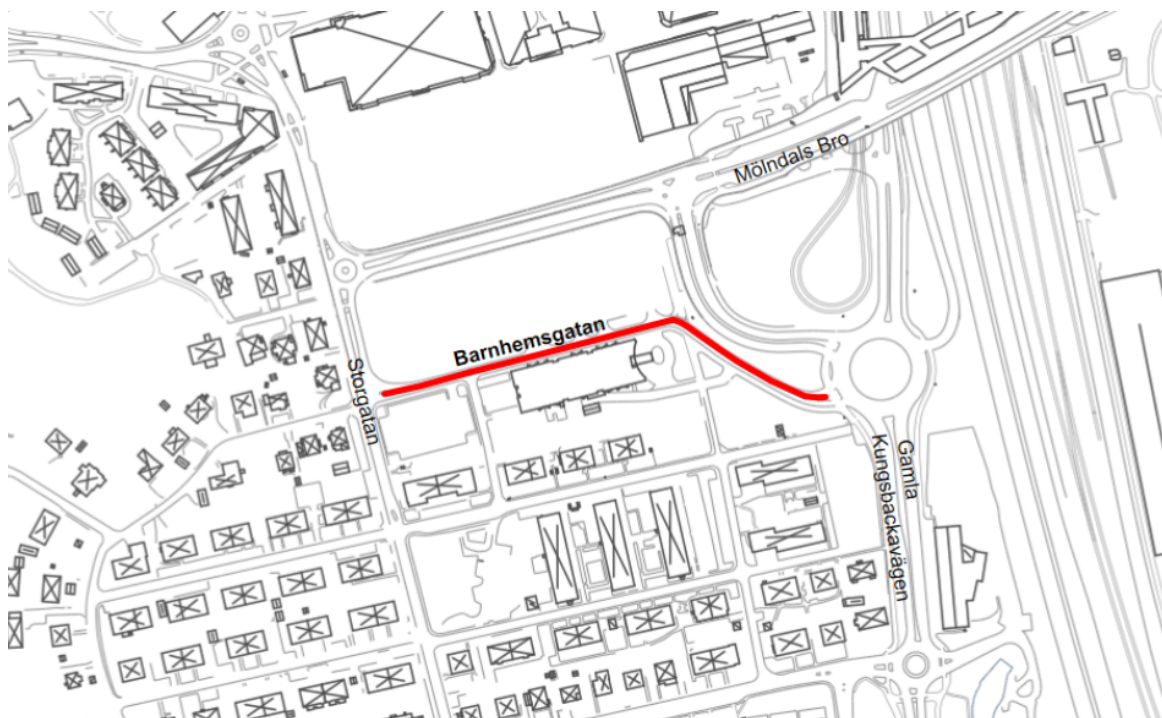 Mölndals Bro
Barnhemsgatan
Storgatan
Gamla
Kungsbackavägen